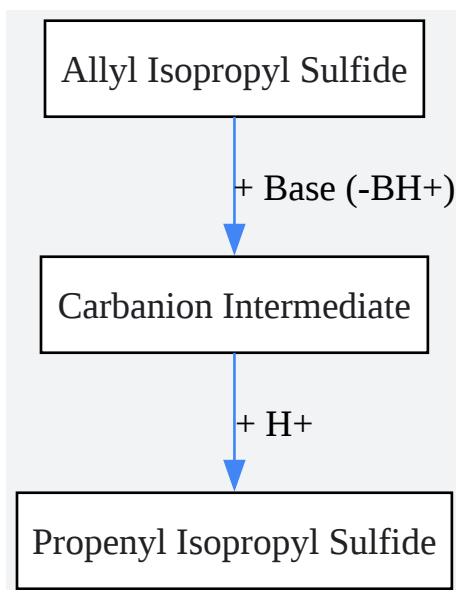 Allyl Isopropyl Sulfide
+ Base (-BH+)
Carbanion Intermediate
+ H+
Propenyl Isopropyl Sulfide